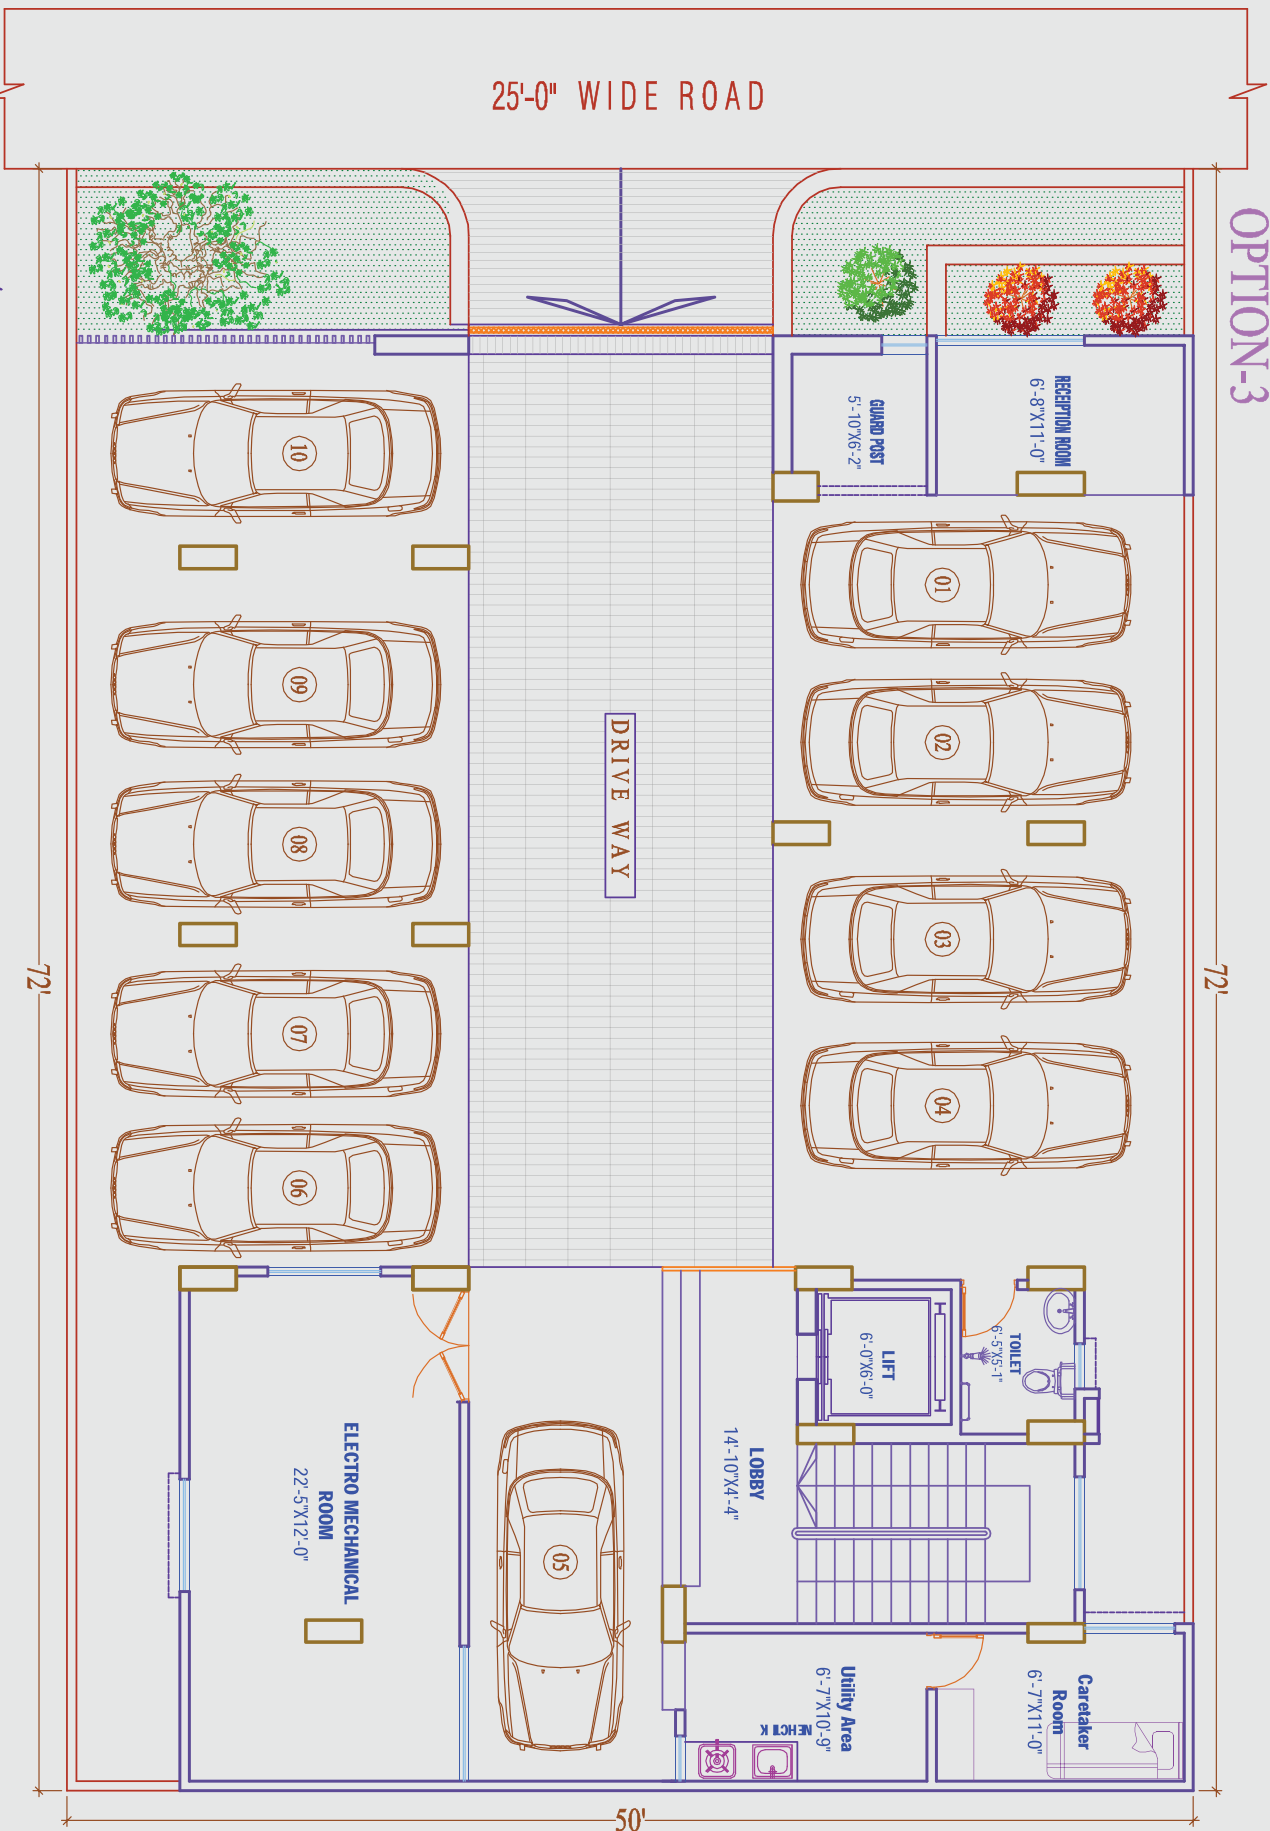 25'-0" WIDE ROAD
OPTION-3
RECEIPTION ROOM
6'-8"X11'-0"
GUARD POST
5'-10"X6'-2"
10
09
08
07
06
01
02
03
04
DRIVE WAY
72'
72'
TOILET
6'-5"X5'-1"
LIFT
6'-0"X6'-0"
LOBBY
14'-10"X4'-4"
ELECTRO MECHANICAL
ROOM
22'-5"X12'-0"
05
Caretaker
Room
6'-7"X11'-0"
Utility Area
6'-7"X10'-9"
50'